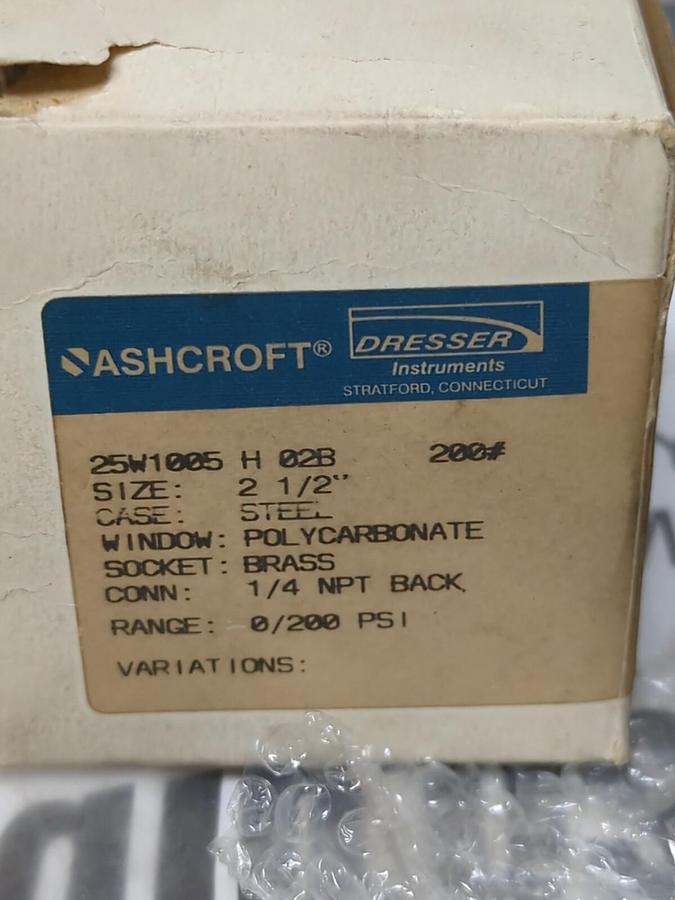 ASHCROFT®
DRESSER
Instruments
STRATFORD, CONNECTICUT
25W1005 H 02B 200#
SIZE: 2 1/2"
CASE: STEEL
WINDOW: POLYCARBONATE
SOCKET: BRASS
CONN: 1/4 NPT BACK
RANGE: 0/200 PSI
VARIATIONS: